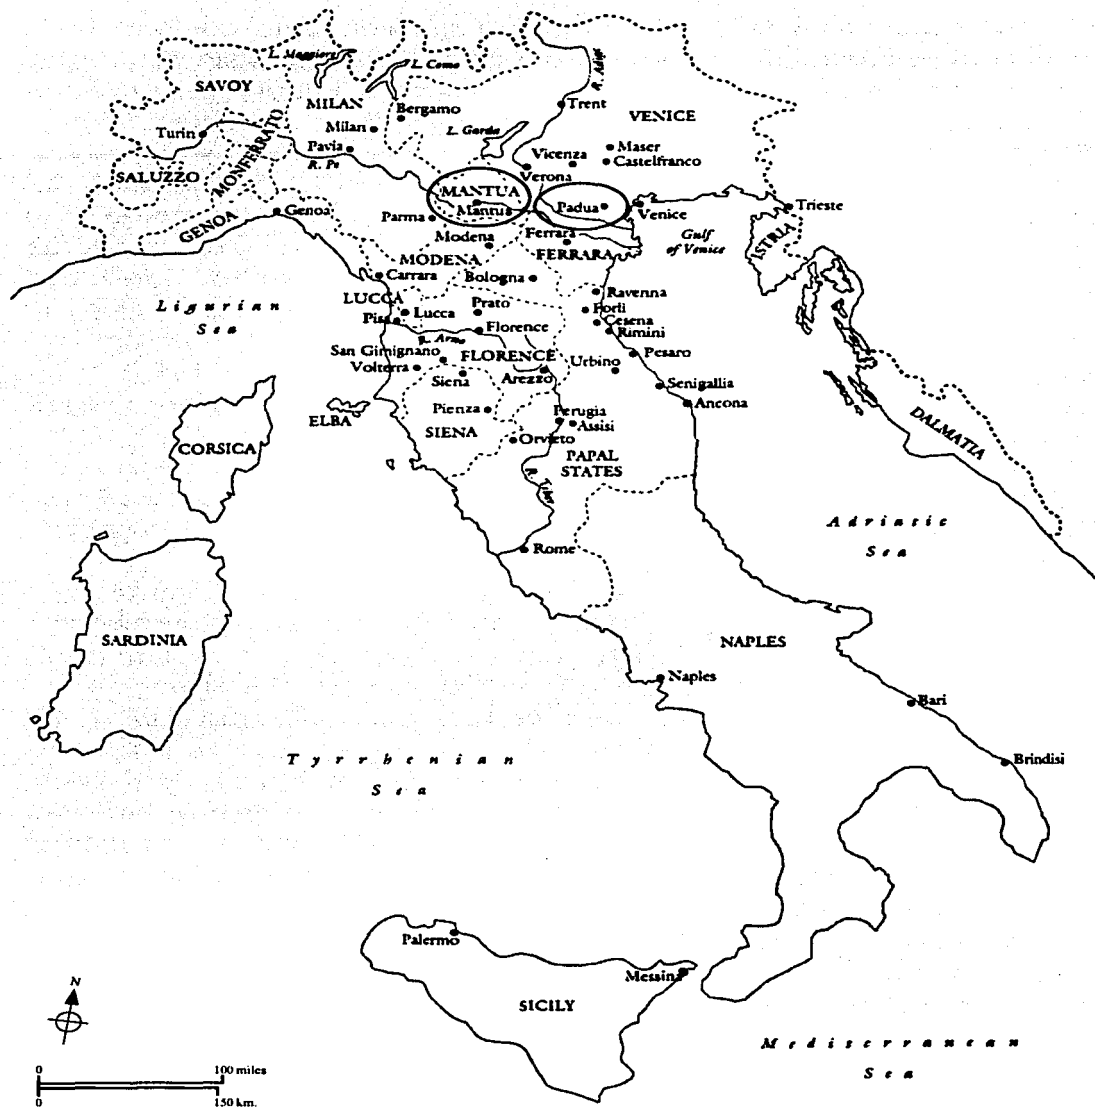 L. Maggiore
L. Como
R. Adige
SAVOY
MILAN
Bergamo
Trent
VENICE
Turin
Milan
L. Garda
Maser
Pavia
Vicenza
Castelfranco
R. Po
MONFERRATO
SALUZZO
Verona
MANTUA
Padua
Mantua
Venice
Trieste
GENOA
Genoa
Parma
Ferrara
Gulf
of Venice
ISTRIA
Modena
FERRARA
MODENA
Carrara
Bologna
Ligurian
Sea
LUCCA
Lucca
Prato
Ravenna
Forli
Pisa
Cesena
Florence
Rimini
R. Arno
San Gimignano
FLORENCE
Urbino
Pesaro
Volterra
Siena
Arezzo
Senigallia
ELBA
Pienza
Perugia
Ancona
Assisi
SIENA
Orvieto
CORSICA
PAPAL
STATES
DALMATIA
R. Tiber
Adriatic
Sea
Rome
SARDINIA
NAPLES
Naples
Bari
Tyrrhenian
Sea
Brindisi
Palermo
Messina
SICILY
N
Mediterranean
Sea
0 100 miles
0 150 km.